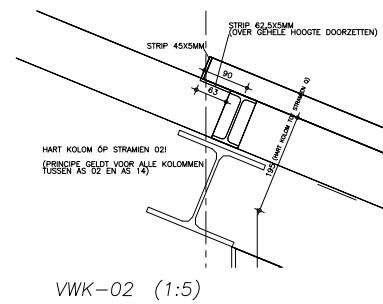 STRIP 62,5X5MM
(OVER GEHELE HOOGTE DOORZETTEN)
STRIP 45X5MM
90
63
195 (HART KOLOM TOT STRAMIEN Q)
HART KOLOM OP STRAMIEN 02!
(PRINCIPE GELDT VOOR ALLE KOLOMMEN
TUSSEN AS 02 EN AS 14)
VWK-02 (1:5)